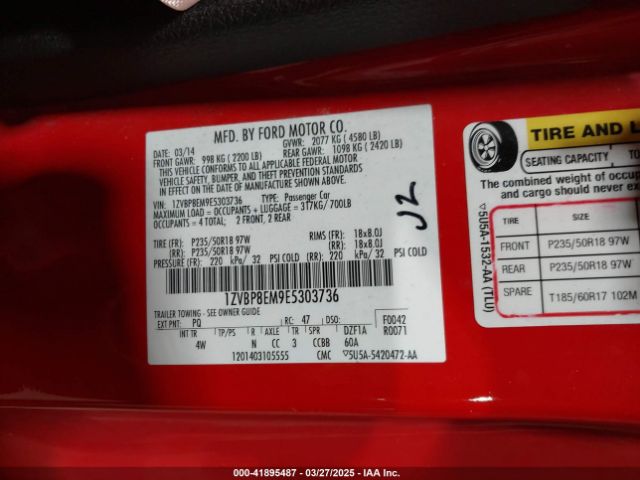 MFD. BY FORD MOTOR CO.
DATE: 03/14 GVWR: 2077 KG ( 4580 LB)
FRONT GAWR: 998 KG ( 2200 LB) REAR GAWR: 1098 KG ( 2420 LB)
THIS VEHICLE CONFORMS TO ALL APPLICABLE FEDERAL MOTOR
VEHICLE SAFETY, BUMPER, AND THEFT PREVENTION STANDARDS
IN EFFECT ON THE DATE OF MANUFACTURE SHOWN ABOVE.
VIN: 1ZVBP8EM9E5303736 TYPE: Passenger Car
MAXIMUM LOAD = OCCUPANTS + LUGGAGE = 317KG/ 700LB
OCCUPANTS = 4 TOTAL: 2 FRONT, 2 REAR
TIRE (FR): P235/50R18 97W RIMS (FR): 18x8.0J
(RR): P235/50R18 97W (RR): 18x8.0J
PRESSURE (FR): 220 kPa/ 32 PSI COLD (RR): 220 kPa/ 32 PSI COLD
1ZVBP8EM9E5303736
TRAILER TOWING - SEE OWNER GUIDE
EXT PNT: PQ RC: 47 DSO: F0042
INT TR TP/PS R AXLE TR SPR DZF1A R0071
4W N CC 3 CCBB 60A
1201403105555 CMC ▽5U5A-5420472-AA
J2
▽5U5A-1532-AA (TLU)
TIRE AND L
SEATING CAPACITY TO
The combined weight of occup
and cargo should never ex
TIRE SIZE
FRONT P235/50R18 97W
REAR P235/50R18 97W
SPARE T185/60R17 102M
000-41895487 | 03/27/2025 | IAA Inc.